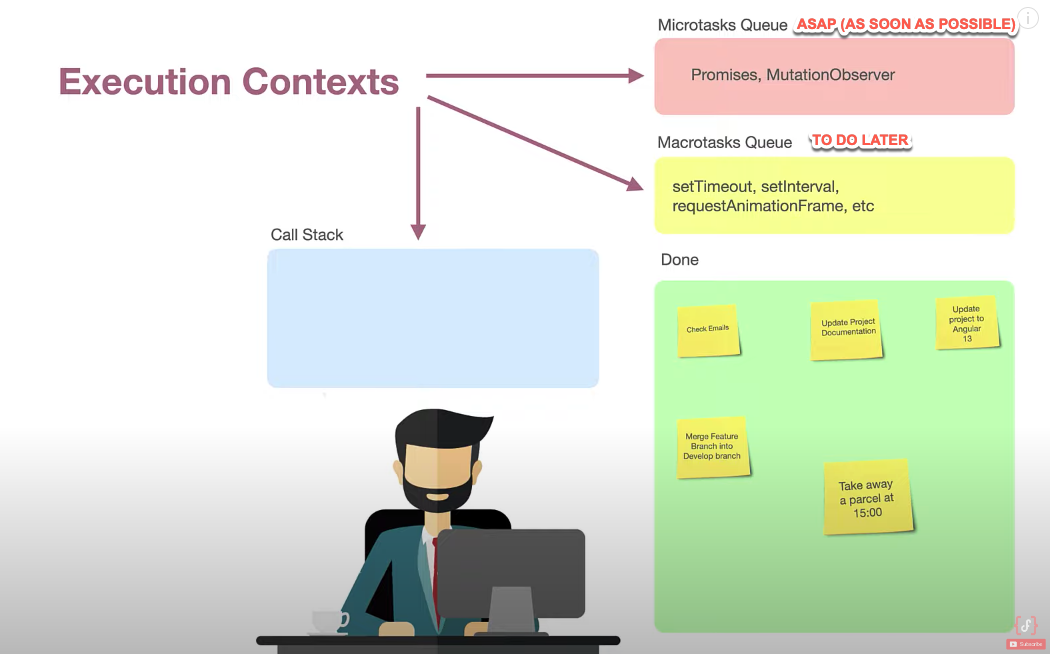 Microtasks Queue ASAP (AS SOON AS POSSIBLE)
Execution Contexts
Promises, MutationObserver
Macrotasks Queue TO DO LATER
setTimeout, setInterval,
requestAnimationFrame, etc
Call Stack
Done
Check Emails
Update Project
Documentation
Update
project to
Angular
13
Merge Feature
Branch into
Develop branch
Take away
a parcel at
15:00
Subscribe